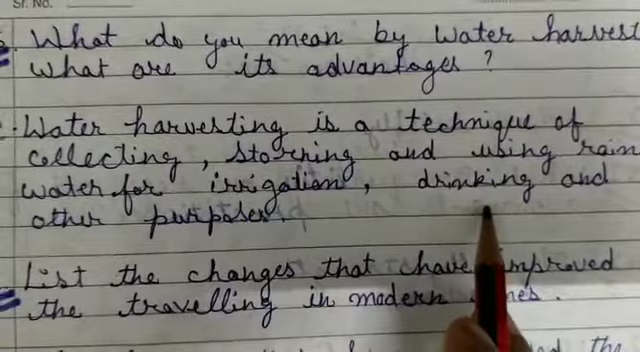 Sr. No.
What do you mean by water harvest
what are its advantages ?
Water harvesting is a technique of
collecting, storring and using rain
water for irrigation, drinking and
other purposes.
List the changes that have improved
the travelling in modern
the